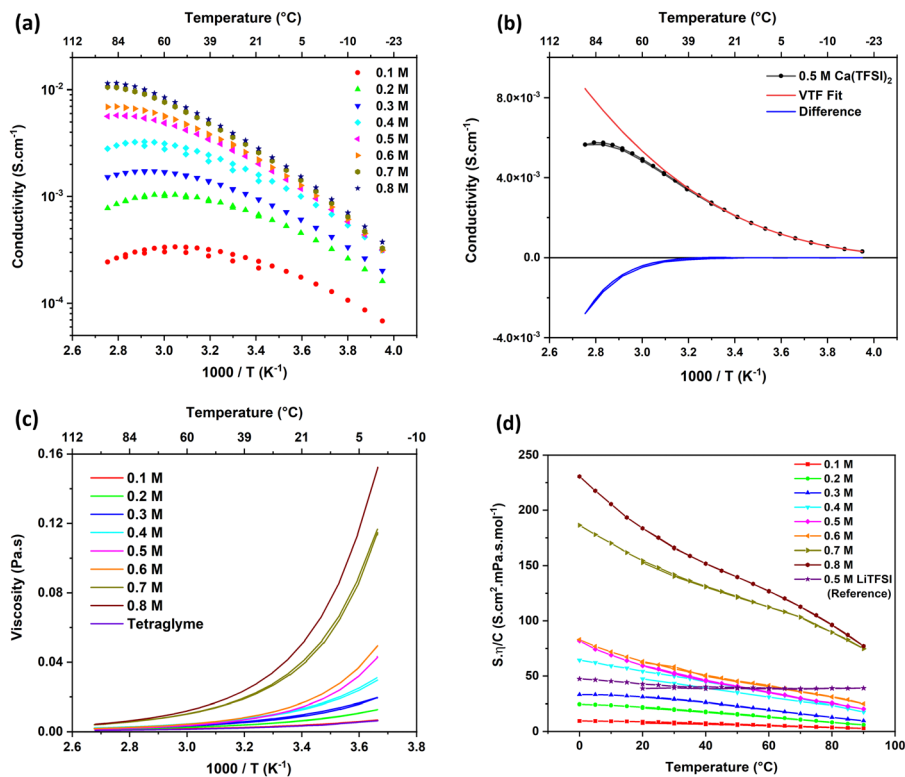 (a)
Temperature (°C)
112 84 60 39 21 5 -10 -23
Conductivity (S.cm⁻¹)
10⁻²
10⁻³
10⁻⁴
0.1 M
0.2 M
0.3 M
0.4 M
0.5 M
0.6 M
0.7 M
0.8 M
2.6 2.8 3.0 3.2 3.4 3.6 3.8 4.0
1000 / T (K⁻¹)
(b)
Temperature (°C)
112 84 60 39 21 5 -10 -23
Conductivity (S.cm⁻¹)
8.0×10⁻³
4.0×10⁻³
0.0
-4.0×10⁻³
0.5 M Ca(TFSI)₂
VTF Fit
Difference
2.6 2.8 3.0 3.2 3.4 3.6 3.8 4.0
1000 / T (K⁻¹)
(c)
Temperature (°C)
112 84 60 39 21 5 -10
Viscosity (Pa.s)
0.16
0.12
0.08
0.04
0.00
0.1 M
0.2 M
0.3 M
0.4 M
0.5 M
0.6 M
0.7 M
0.8 M
Tetraglyme
2.6 2.8 3.0 3.2 3.4 3.6 3.8
1000 / T (K⁻¹)
(d)
S.η/C (S.cm².mPa.s.mol⁻¹)
250
200
150
100
50
0
0.1 M
0.2 M
0.3 M
0.4 M
0.5 M
0.6 M
0.7 M
0.8 M
0.5 M LiTFSI
(Reference)
0 20 40 60 80 100
Temperature (°C)